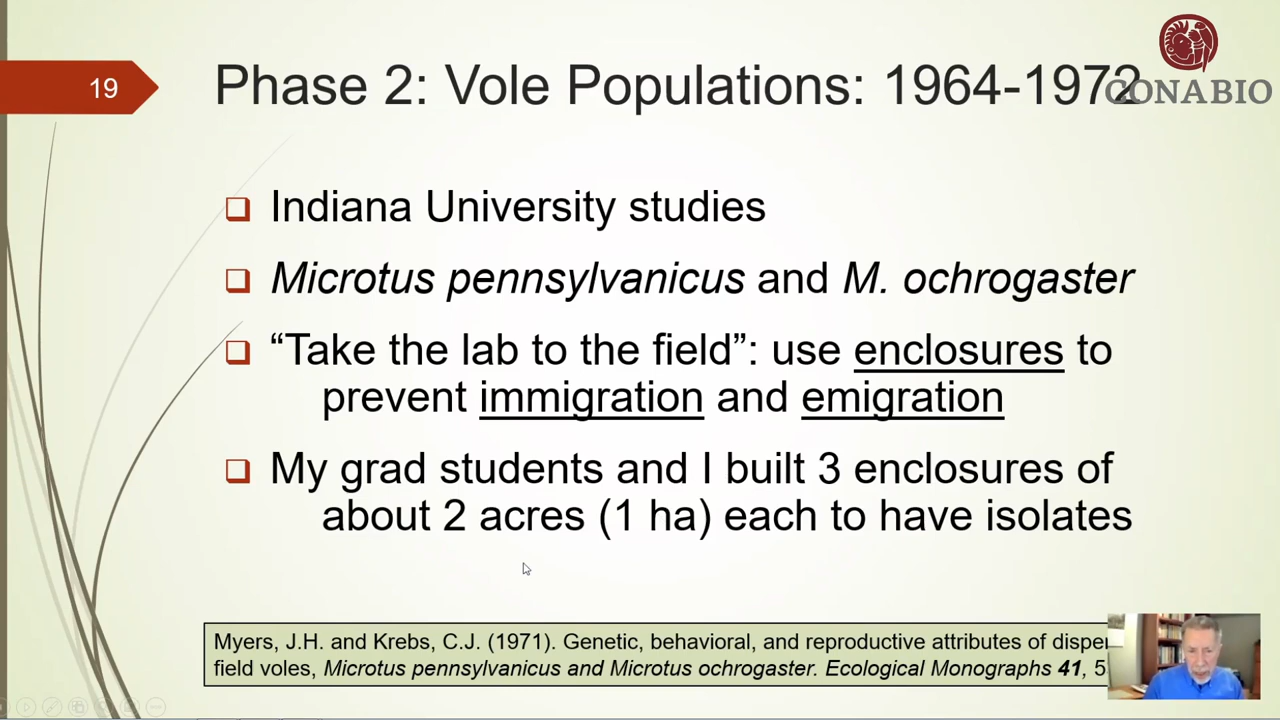 19
Phase 2: Vole Populations: 1964-1972
CONABIO
Indiana University studies
Microtus pennsylvanicus and M. ochrogaster
“Take the lab to the field”: use enclosures to
prevent immigration and emigration
My grad students and I built 3 enclosures of
about 2 acres (1 ha) each to have isolates
Myers, J.H. and Krebs, C.J. (1971). Genetic, behavioral, and reproductive attributes of
field voles, Microtus pennsylvanicus and Microtus ochrogaster. Ecological Monographs 41,